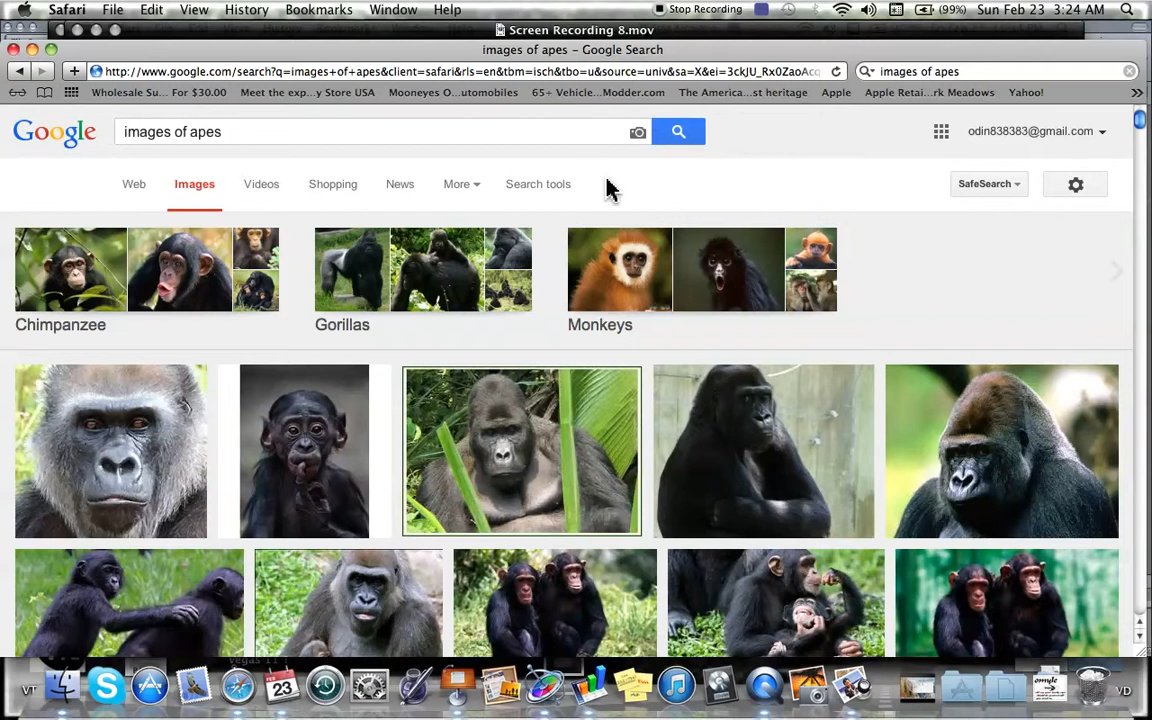 Safari File Edit View History Bookmarks Window Help Stop Recording (99%) Sun Feb 23 3:24 AM
Screen Recording 8.mov
images of apes – Google Search
http://www.google.com/search?q=images+of+apes&client=safari&rls=en&tbm=isch&tbo=u&source=univ&sa=X&ei=3ckJU_Rx0ZaoAcq images of apes
Wholesale Su... For $30.00 Meet the exp...y Store USA Mooneyes O...utomobiles 65+ Vehicle...Modder.com The America...st heritage Apple Apple Retai...rk Meadows Yahoo!
Google images of apes odin838383@gmail.com
Web Images Videos Shopping News More Search tools SafeSearch
Chimpanzee Gorillas Monkeys
VT FEB 23 VD